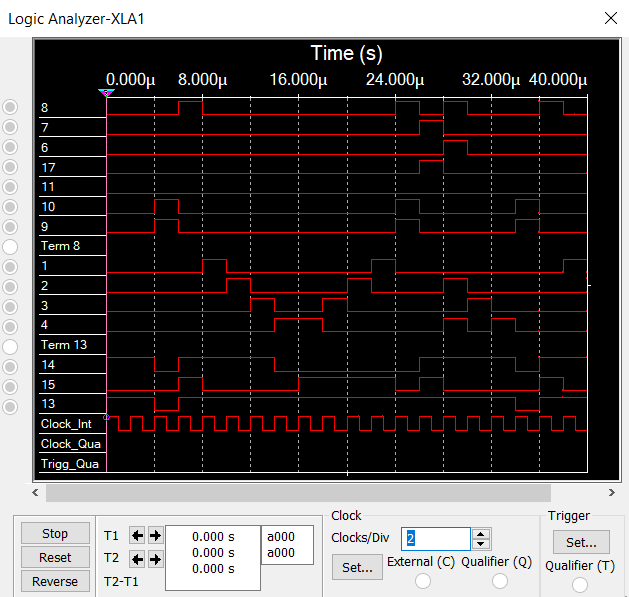 Logic Analyzer-XLA1
Time (s)
0.000µ 8.000µ 16.000µ 24.000µ 32.000µ 40.000µ
8
7
6
17
11
10
9
Term 8
1
2
3
4
Term 13
14
15
13
Clock_Int
Clock_Qua
Trigg_Qua
Stop
Reset
Reverse
T1
T2
T2-T1
0.000 s
0.000 s
0.000 s
a000
a000
Clock
Clocks/Div 2
Set...
External (C) Qualifier (Q)
Trigger
Set...
Qualifier (T)